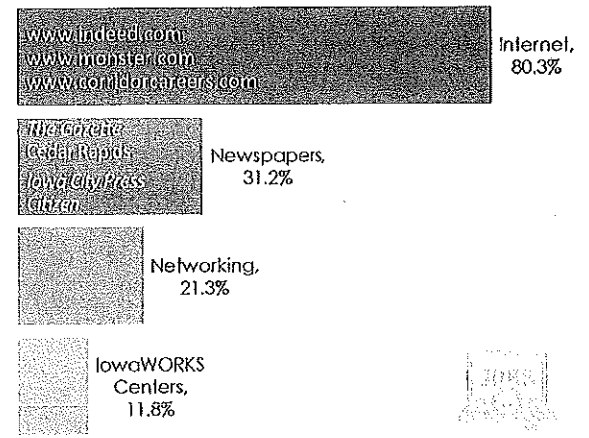 www.indeed.com
www.monster.com
www.corridorcareers.com
Internet,
80.3%
The Gazette
Cedar Rapids
Iowa City Press
Citizen
Newspapers,
31.2%
Networking,
21.3%
IowaWORKS
Centers,
11.8%
JOBS